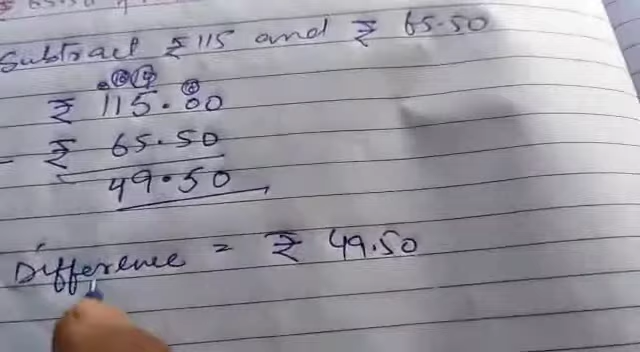 Subtract ₹ 115 and ₹ 65.50
₹ 115.00
- ₹ 65.50
49.50
Difference = ₹ 49.50